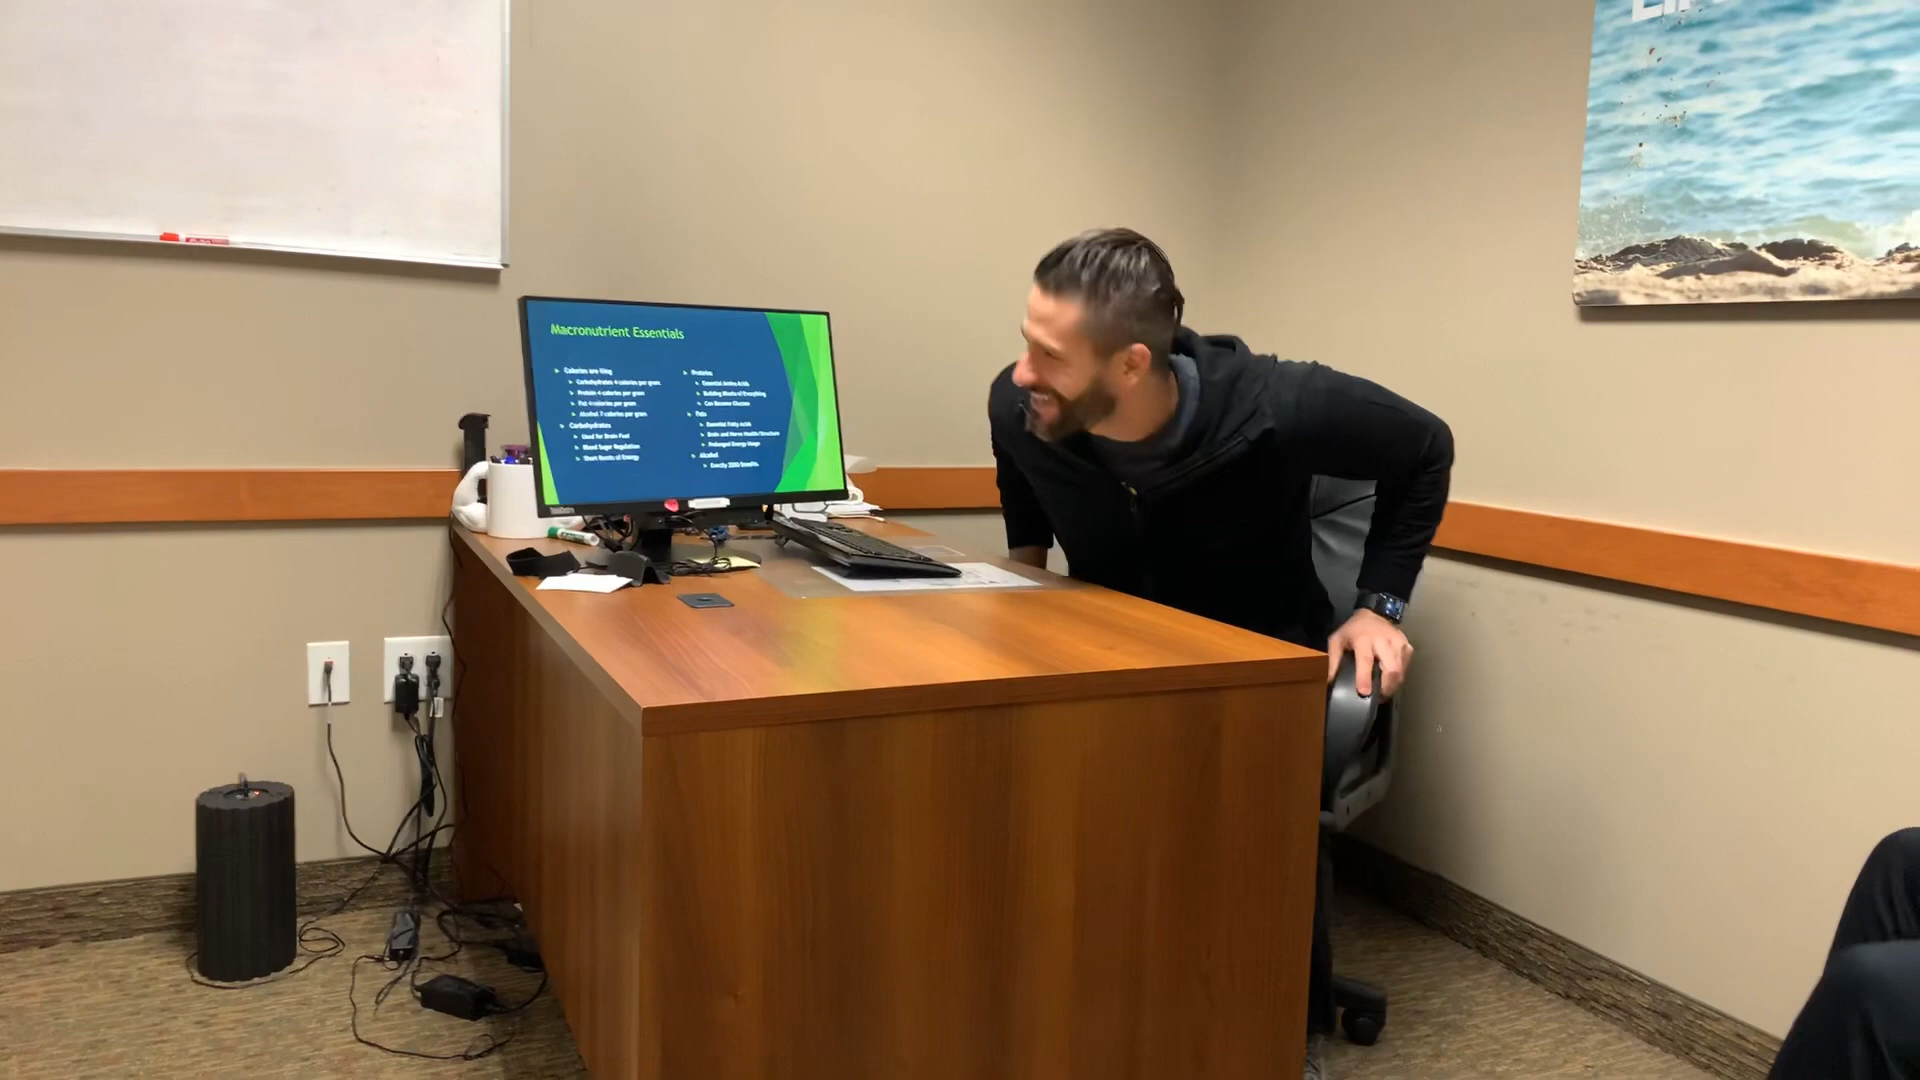 Macronutrient Essentials
Calories are King
Carbohydrates 4 calories per gram
Protein 4 calories per gram
Fat 9 calories per gram
Alcohol 7 calories per gram
Carbohydrates
Used for Brain Fuel
Blood Sugar Regulation
Short Bursts of Energy
Proteins
Essential Amino Acids
Building Blocks of Everything
Can Become Glucose
Fats
Essential Fatty Acids
Brain and Nerve Health/Structure
Prolonged Energy Usage
Alcohol
Exactly ZERO Benefits